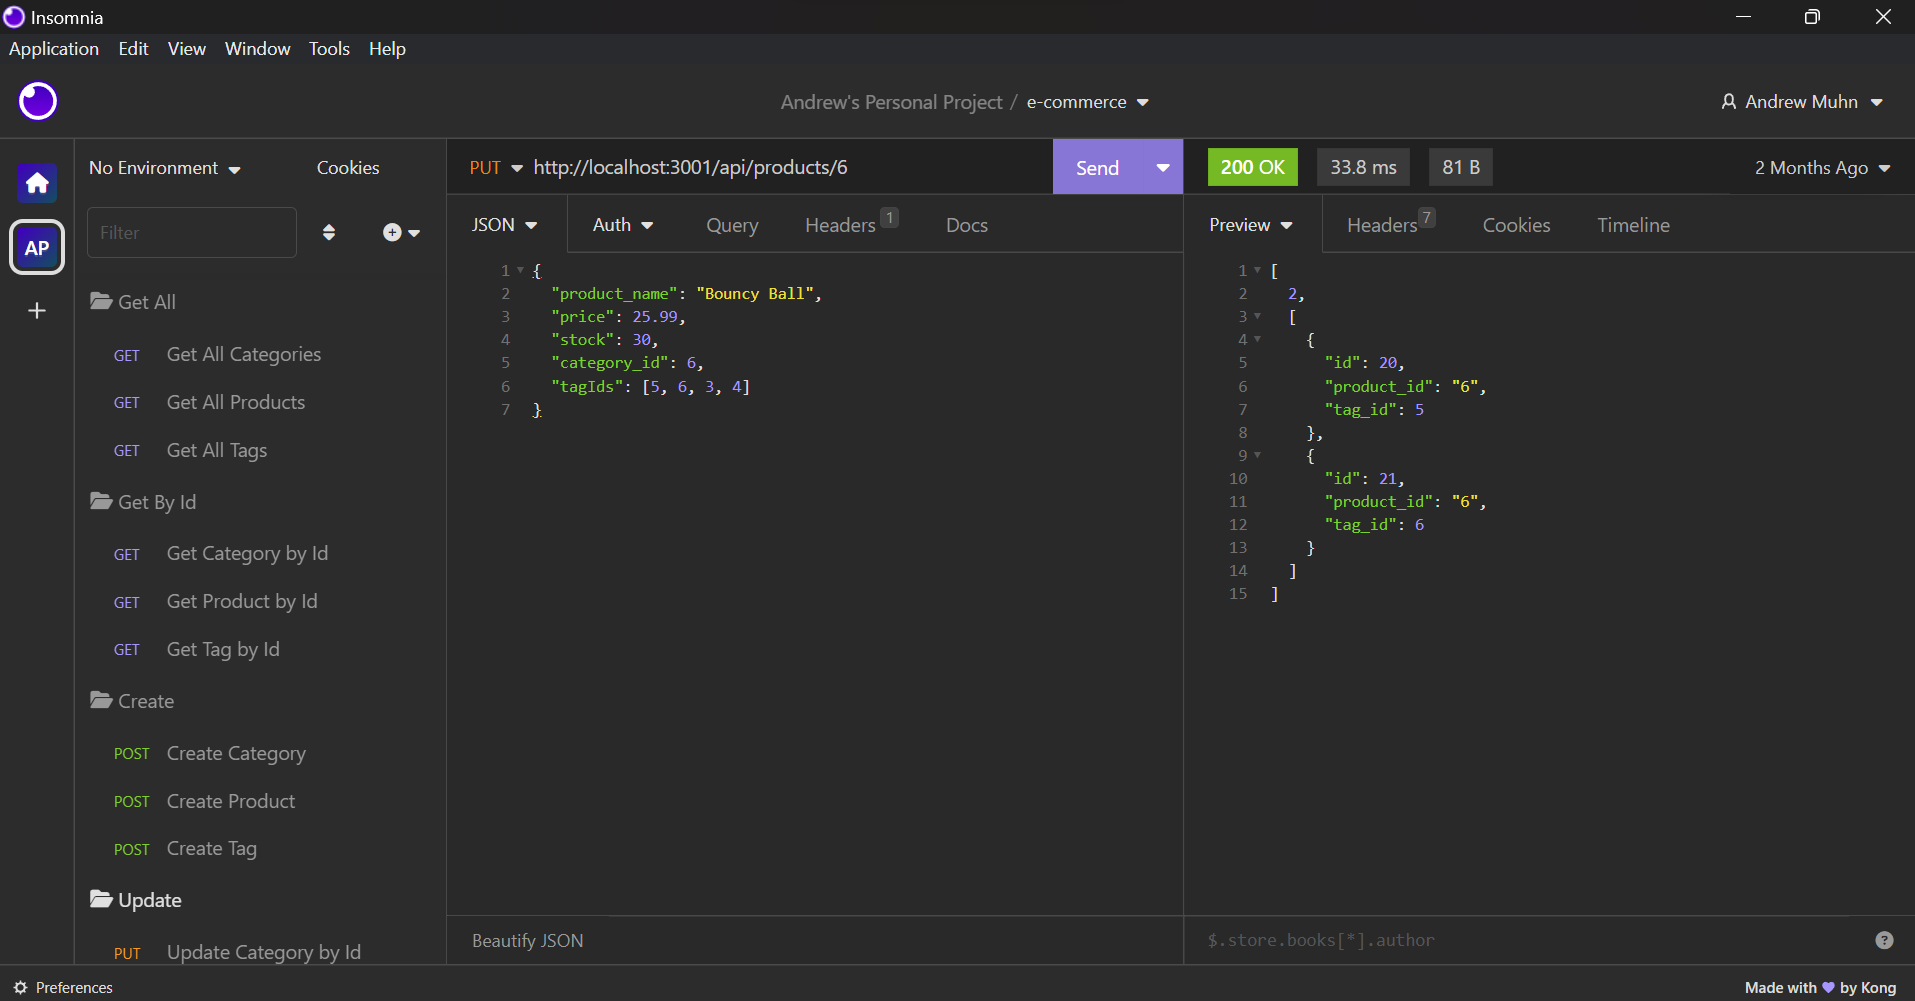 Insomnia
Application Edit View Window Tools Help
Andrew's Personal Project / e-commerce
Andrew Muhn
No Environment
Cookies
PUT http://localhost:3001/api/products/6
Send
200 OK
33.8 ms
81 B
2 Months Ago
AP
Filter
JSON
Auth
Query
Headers 1
Docs
Preview
Headers 7
Cookies
Timeline
Get All
GET Get All Categories
GET Get All Products
GET Get All Tags
Get By Id
GET Get Category by Id
GET Get Product by Id
GET Get Tag by Id
Create
POST Create Category
POST Create Product
POST Create Tag
Update
PUT Update Category by Id
1 {
2 "product_name": "Bouncy Ball",
3 "price": 25.99,
4 "stock": 30,
5 "category_id": 6,
6 "tagIds": [5, 6, 3, 4]
7 }
1 [
2 2,
3 [
4 {
5 "id": 20,
6 "product_id": "6",
7 "tag_id": 5
8 },
9 {
10 "id": 21,
11 "product_id": "6",
12 "tag_id": 6
13 }
14 ]
15 ]
Beautify JSON
$.store.books[*].author
?
Preferences
Made with 💜 by Kong